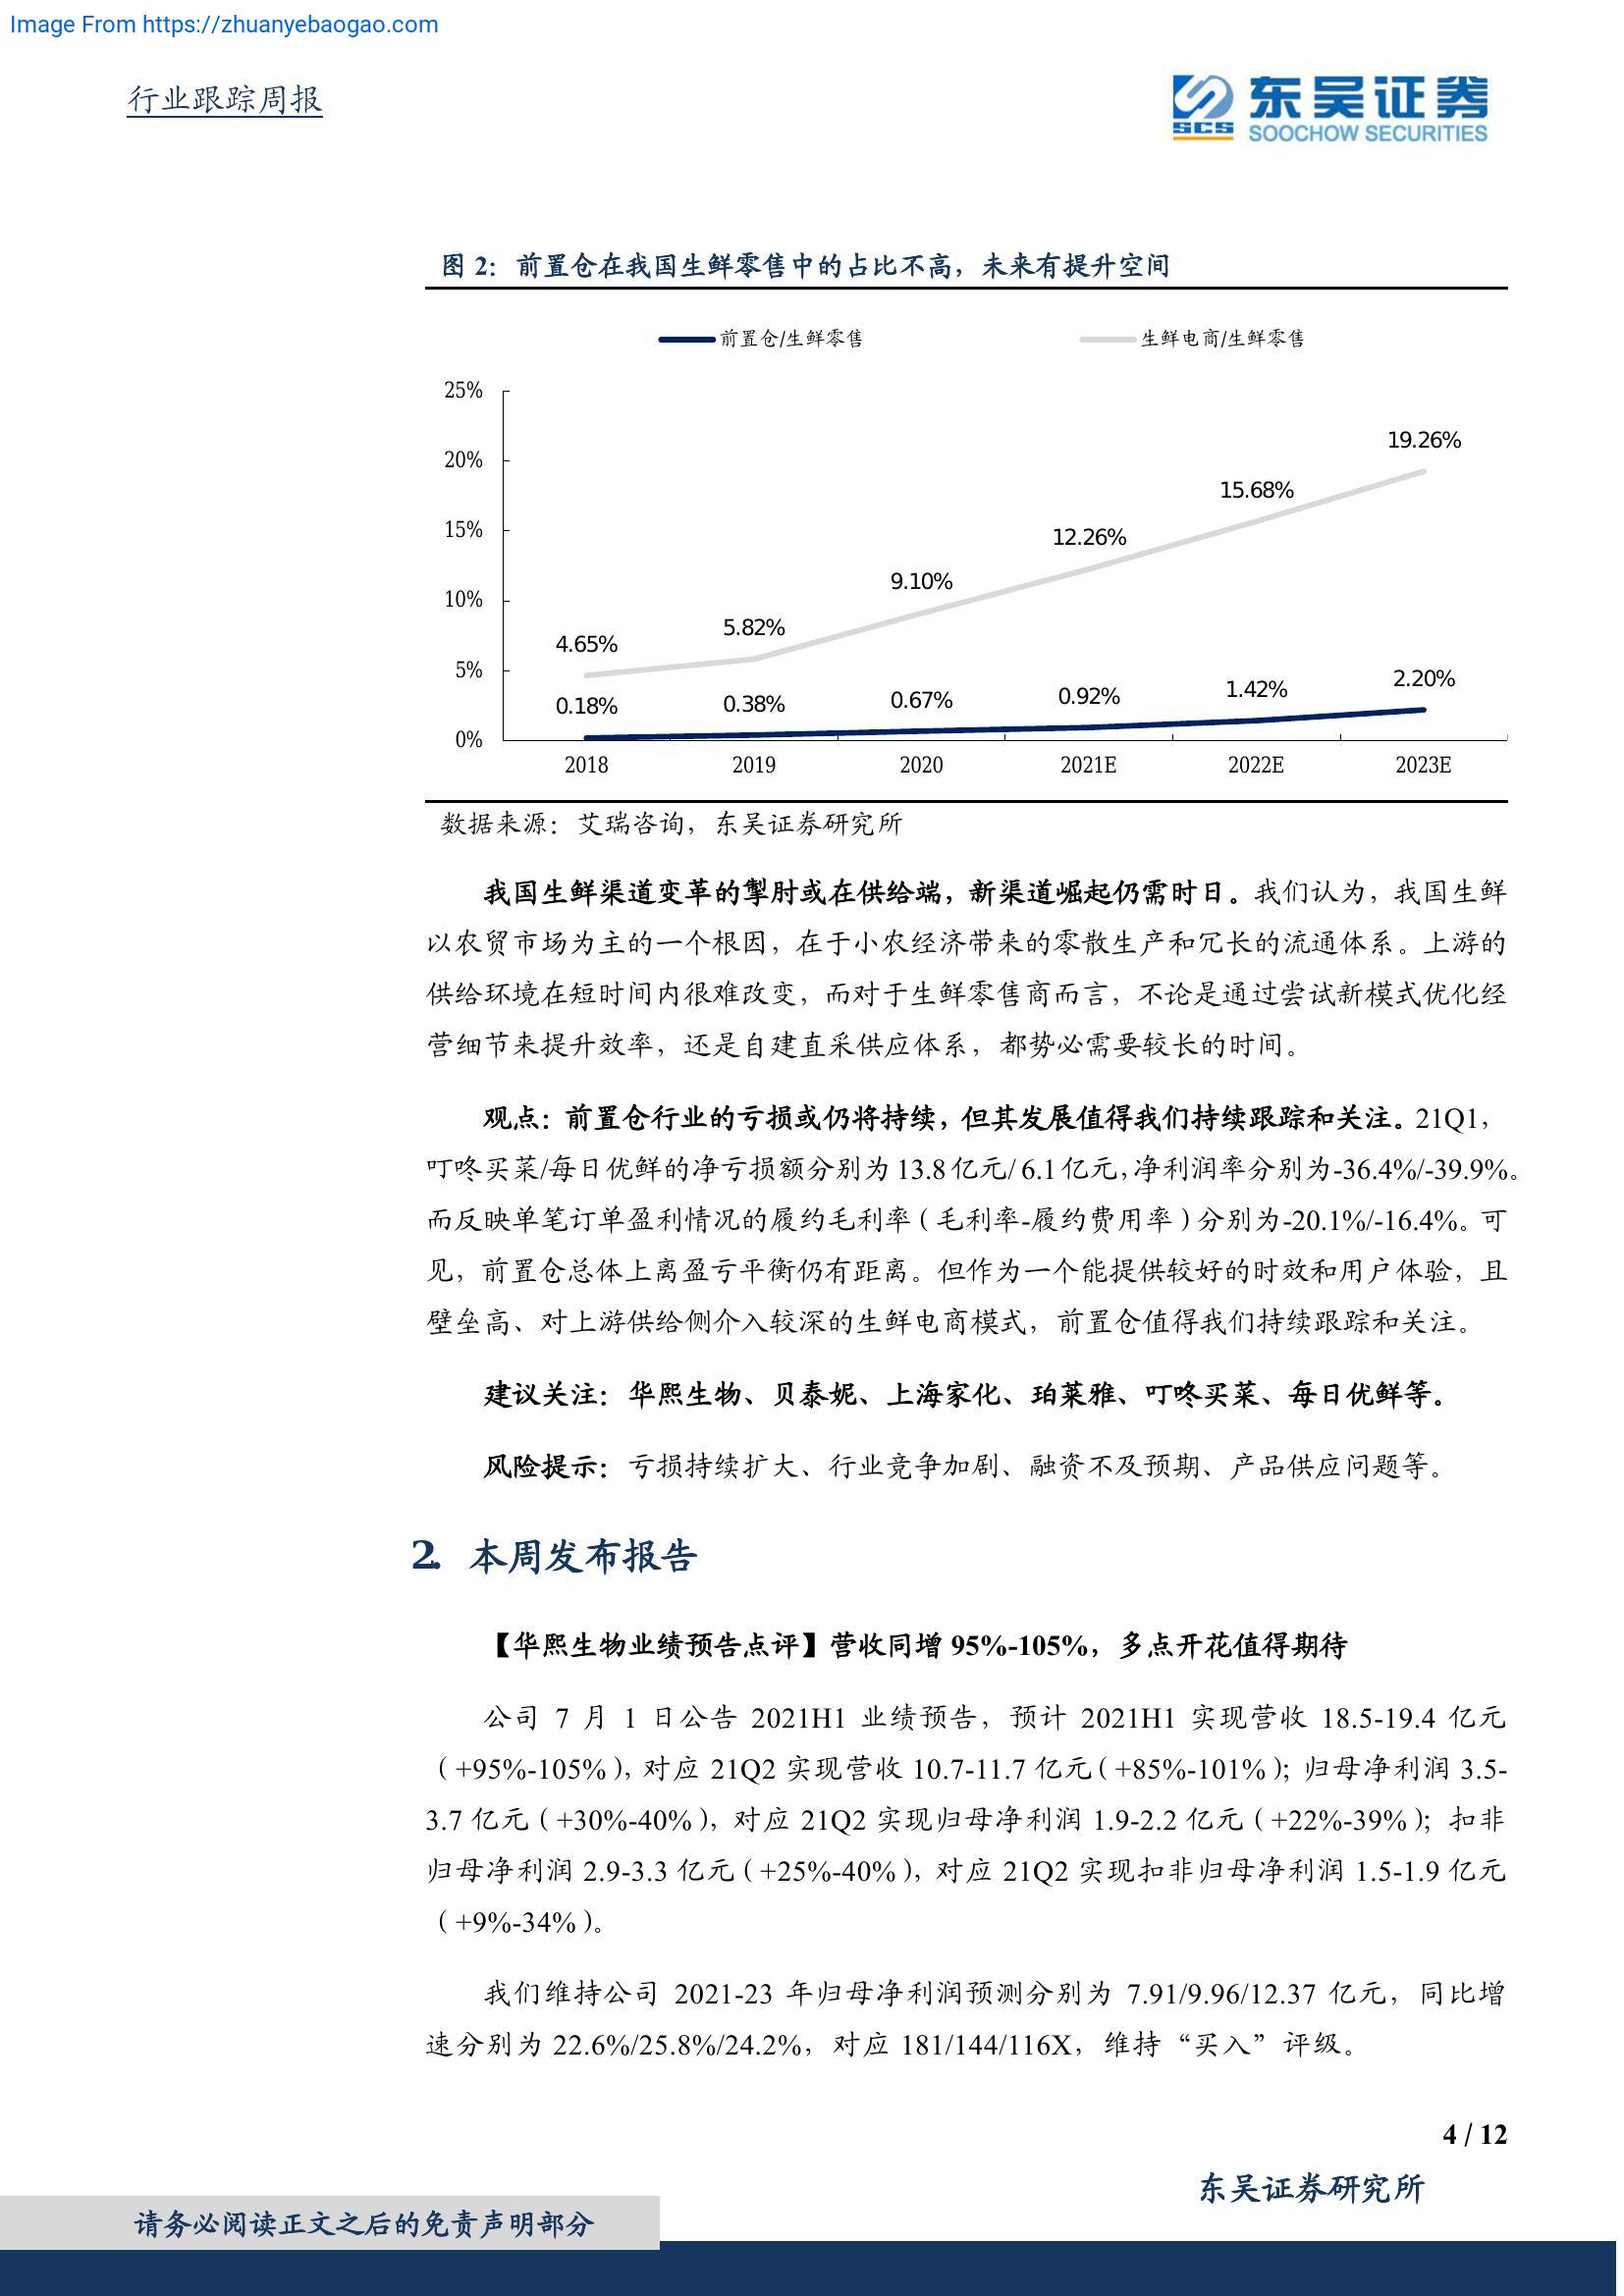 Image From https://zhuanyebaogao.com
行业跟踪周报
东吴证券
SCS
SOOCHOW SECURITIES
图 2：前置仓在我国生鲜零售中的占比不高，未来有提升空间
前置仓/生鲜零售
生鲜电商/生鲜零售
25%
20%
15%
10%
5%
0%
4.65%
5.82%
9.10%
12.26%
15.68%
19.26%
0.18%
0.38%
0.67%
0.92%
1.42%
2.20%
2018
2019
2020
2021E
2022E
2023E
数据来源：艾瑞咨询，东吴证券研究所
我国生鲜渠道变革的掣肘或在供给端，新渠道崛起仍需时日。我们认为，我国生鲜
以农贸市场为主的一个根因，在于小农经济带来的零散生产和冗长的流通体系。上游的
供给环境在短时间内很难改变，而对于生鲜零售商而言，不论是通过尝试新模式优化经
营细节来提升效率，还是自建直采供应体系，都势必需要较长的时间。
观点：前置仓行业的亏损或仍将持续，但其发展值得我们持续跟踪和关注。21Q1，
叮咚买菜/每日优鲜的净亏损额分别为 13.8 亿元/ 6.1 亿元，净利润率分别为-36.4%/-39.9%。
而反映单笔订单盈利情况的履约毛利率（毛利率-履约费用率）分别为-20.1%/-16.4%。可
见，前置仓总体上离盈亏平衡仍有距离。但作为一个能提供较好的时效和用户体验，且
壁垒高、对上游供给侧介入较深的生鲜电商模式，前置仓值得我们持续跟踪和关注。
建议关注：华熙生物、贝泰妮、上海家化、珀莱雅、叮咚买菜、每日优鲜等。
风险提示：亏损持续扩大、行业竞争加剧、融资不及预期、产品供应问题等。
2. 本周发布报告
【华熙生物业绩预告点评】营收同增 95%-105%，多点开花值得期待
公司 7 月 1 日公告 2021H1 业绩预告，预计 2021H1 实现营收 18.5-19.4 亿元
（+95%-105%），对应 21Q2 实现营收 10.7-11.7 亿元（+85%-101%）；归母净利润 3.5-
3.7 亿元（+30%-40%），对应 21Q2 实现归母净利润 1.9-2.2 亿元（+22%-39%）；扣非
归母净利润 2.9-3.3 亿元（+25%-40%），对应 21Q2 实现扣非归母净利润 1.5-1.9 亿元
（+9%-34%）。
我们维持公司 2021-23 年归母净利润预测分别为 7.91/9.96/12.37 亿元，同比增
速分别为 22.6%/25.8%/24.2%，对应 181/144/116X，维持“买入”评级。
4 / 12
东吴证券研究所
请务必阅读正文之后的免责声明部分